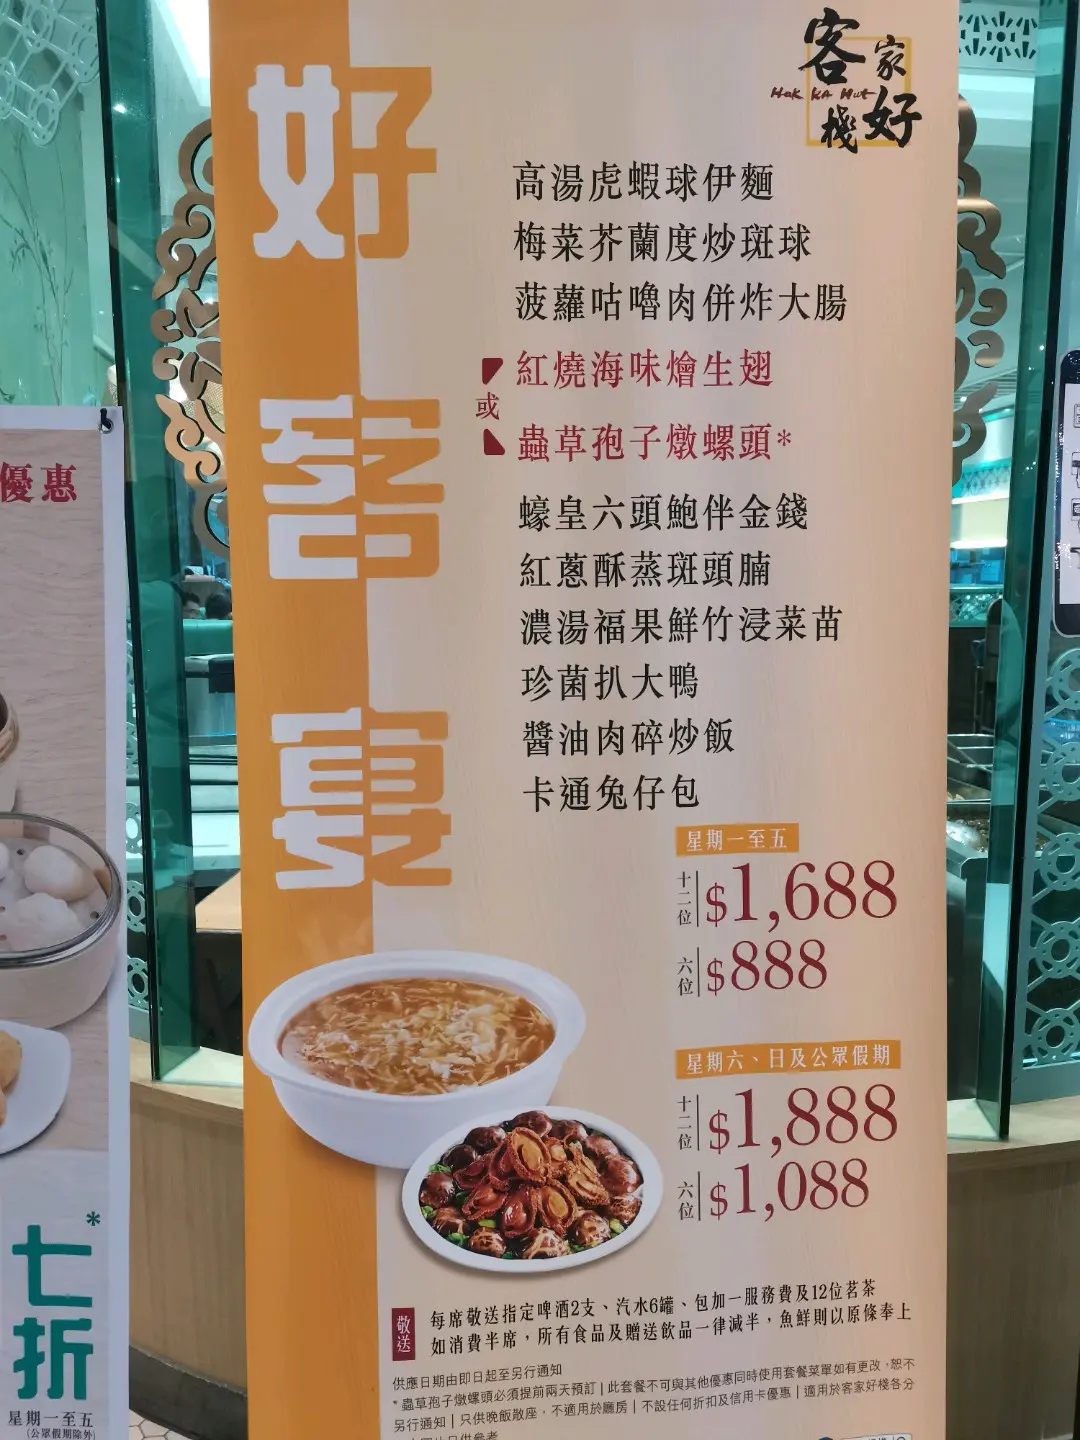 好客宴
客家好棧
Hak KA Hut
高湯虎蝦球伊麵
梅菜芥蘭度炒斑球
菠蘿咕嚕肉併炸大腸
紅燒海味燴生翅
或
蟲草孢子燉螺頭*
蠔皇六頭鮑伴金錢
紅蔥酥蒸斑頭腩
濃湯福果鮮竹浸菜苗
珍菌扒大鴨
醬油肉碎炒飯
卡通兔仔包
星期一至五
十二位 $1,688
六位 $888
星期六、日及公眾假期
十二位 $1,888
六位 $1,088
敬送
每席敬送指定啤酒2支、汽水6罐、包加一服務費及12位茗茶
如消費半席，所有食品及贈送飲品一律減半，魚鮮則以原條奉上
供應日期由即日起至另行通知
*蟲草孢子燉螺頭必須提前兩天預訂 | 此套餐不可與其他優惠同時使用套餐菜單如有更改，恕不
另行通知 | 只供晚飯散座，不適用於廳房 | 不設任何折扣及信用卡優惠 | 適用於客家好棧各分
優惠
七折*
星期一至五
(公眾假期除外)